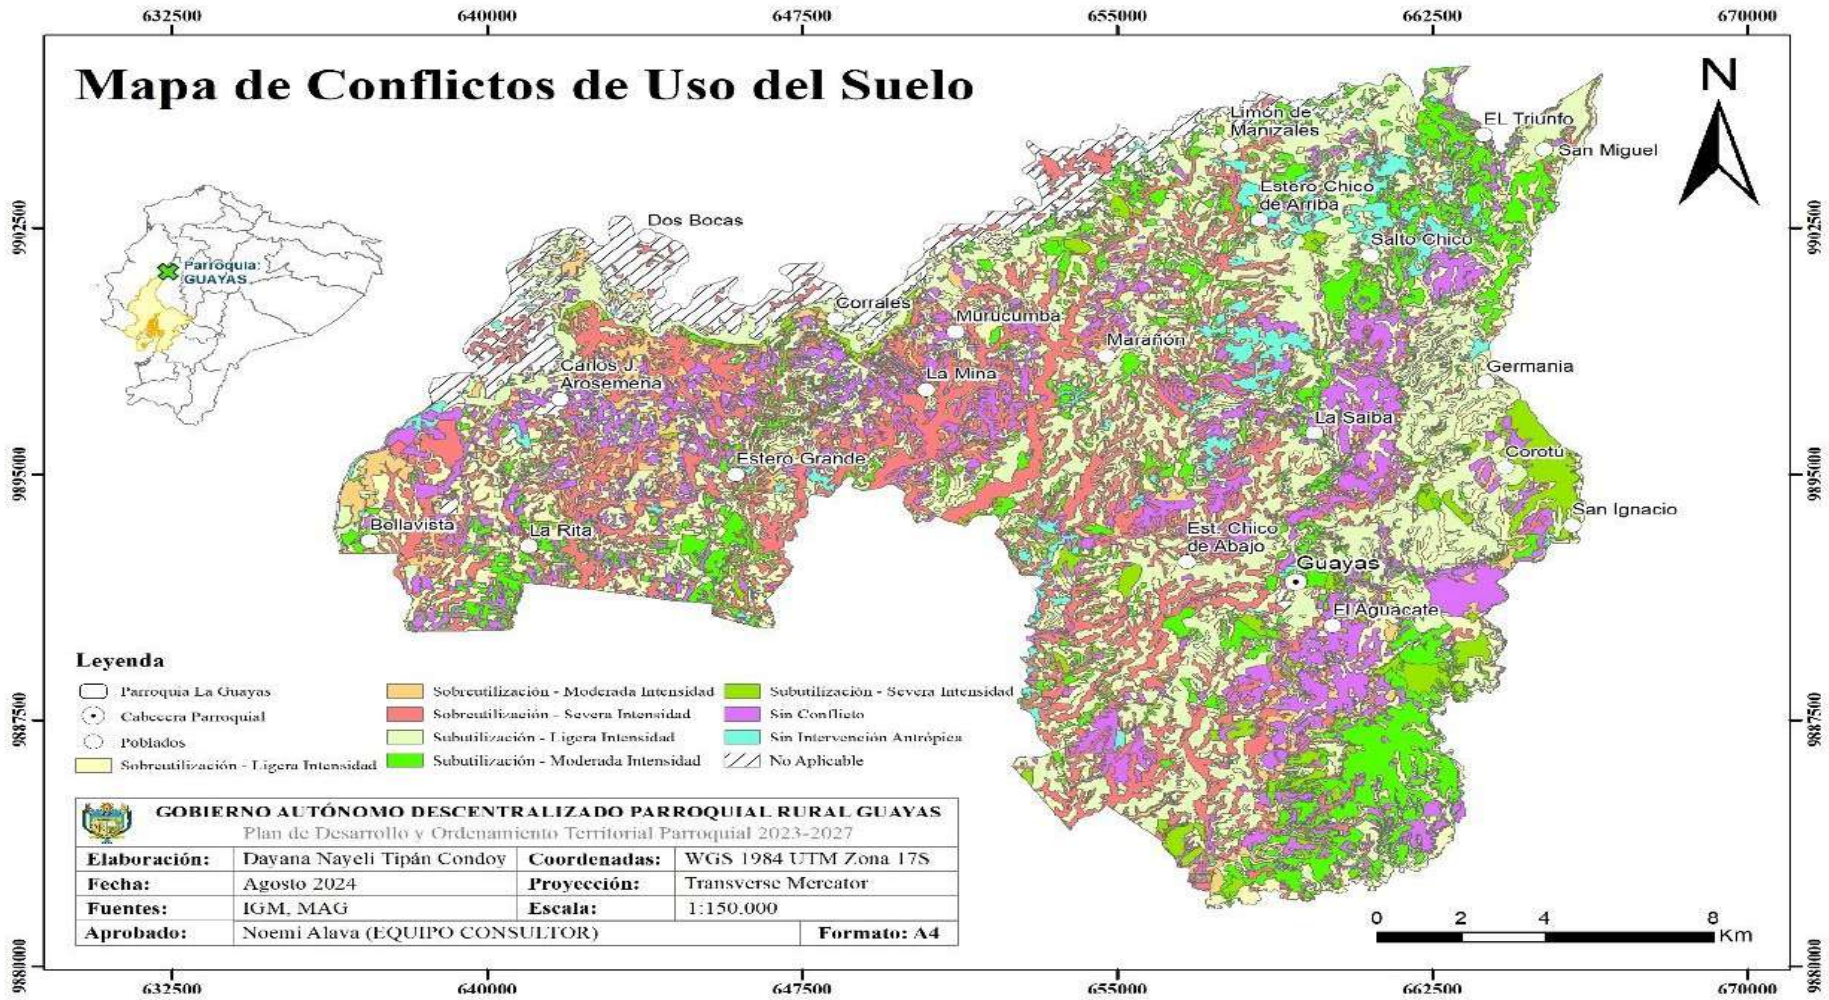 632500 640000 647500 655000 662500 670000
Mapa de Conflictos de Uso del Suelo
N
Limón de
Manizales
EL Triunfo
San Miguel
Estero Chico
de Arriba
Dos Bocas
Salto Chico
Parroquia:
GUAYAS
Corrales
Murucumba
Marañón
Carlos J.
Arosemena
La Mina
Germania
La Saiba
Estero Grande
Corotú
Bellavista
La Rita
San Ignacio
Est. Chico
de Abajo
Guayas
El Aguacate
9902500
9895000
9887500
9880000
9902500
9895000
9887500
9880000
Leyenda
Parroquia La Guayas
Cabecera Parroquial
Poblados
Sobreutilización - Ligera Intensidad
Sobreutilización - Moderada Intensidad
Sobreutilización - Severa Intensidad
Subutilización - Ligera Intensidad
Subutilización - Moderada Intensidad
Subutilización - Severa Intensidad
Sin Conflicto
Sin Intervención Antrópica
No Aplicable
GOBIERNO AUTÓNOMO DESCENTRALIZADO PARROQUIAL RURAL GUAYAS
Plan de Desarrollo y Ordenamiento Territorial Parroquial 2023-2027
Elaboración: Dayana Nayeli Tipán Condoy Coordenadas: WGS 1984 UTM Zona 17S
Fecha: Agosto 2024 Proyección: Transverse Mercator
Fuentes: IGM, MAG Escala: 1:150.000
Aprobado: Noemi Alava (EQUIPO CONSULTOR) Formato: A4
0 2 4 8
Km
632500 640000 647500 655000 662500 670000